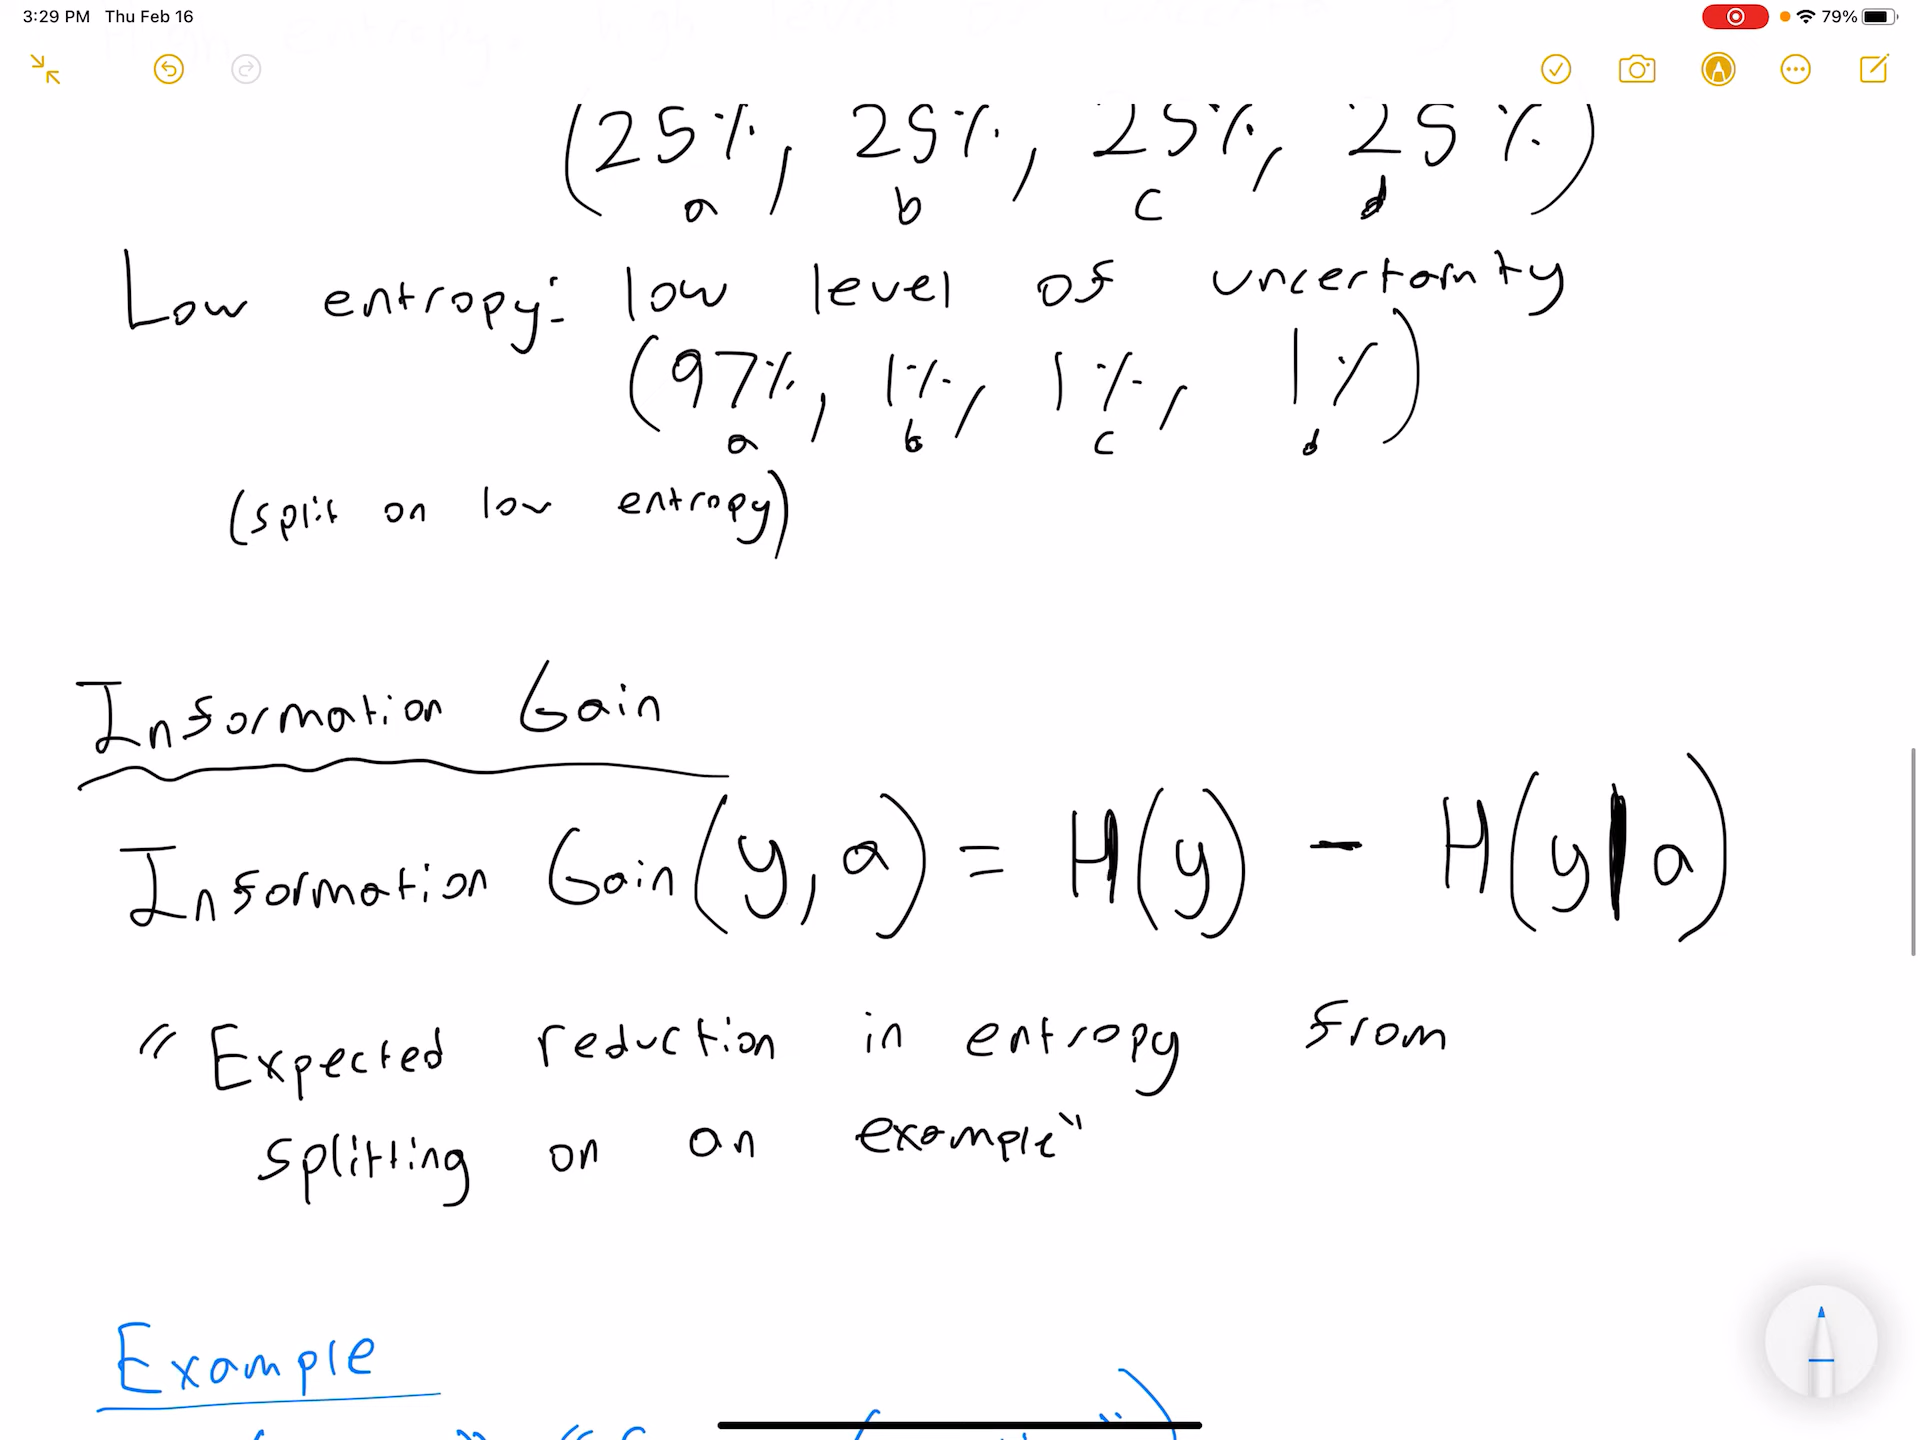 3:29 PM Thu Feb 16
79%
(25%, 25%, 25%, 25%)
a b c d
Low entropy: low level of uncertainty
(97%, 1%, 1%, 1%)
a b c d
(split on low entropy)
Information Gain
Information Gain(y, a) = H(y) - H(y|a)
"Expected reduction in entropy from
splitting on an example"
Example